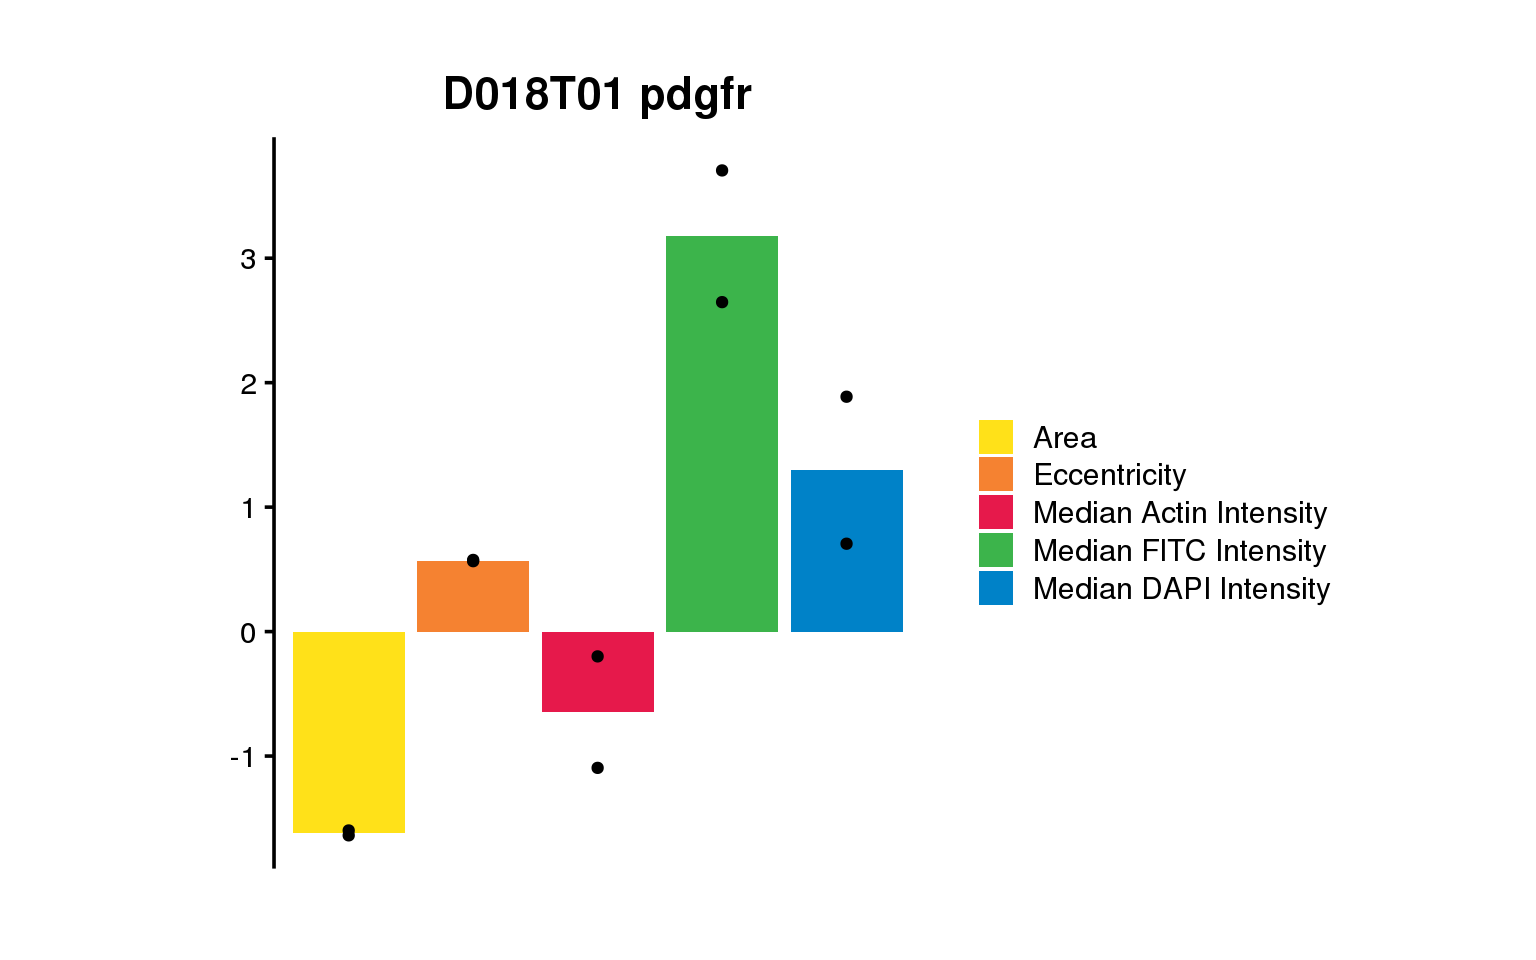 D018T01 pdgfr
3
2
1
0
-1
Area
Eccentricity
Median Actin Intensity
Median FITC Intensity
Median DAPI Intensity